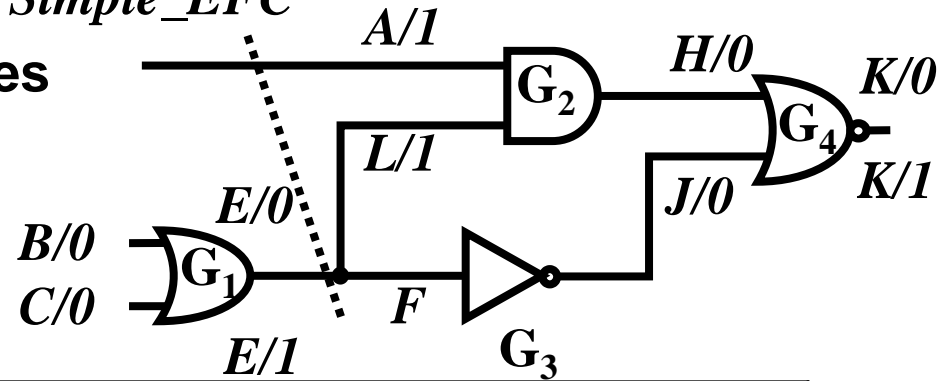 Simple_EFC
A/1
es
G2
H/0
K/0
G4
L/1
K/1
J/0
E/0
B/0
G1
C/0
F
E/1
G3